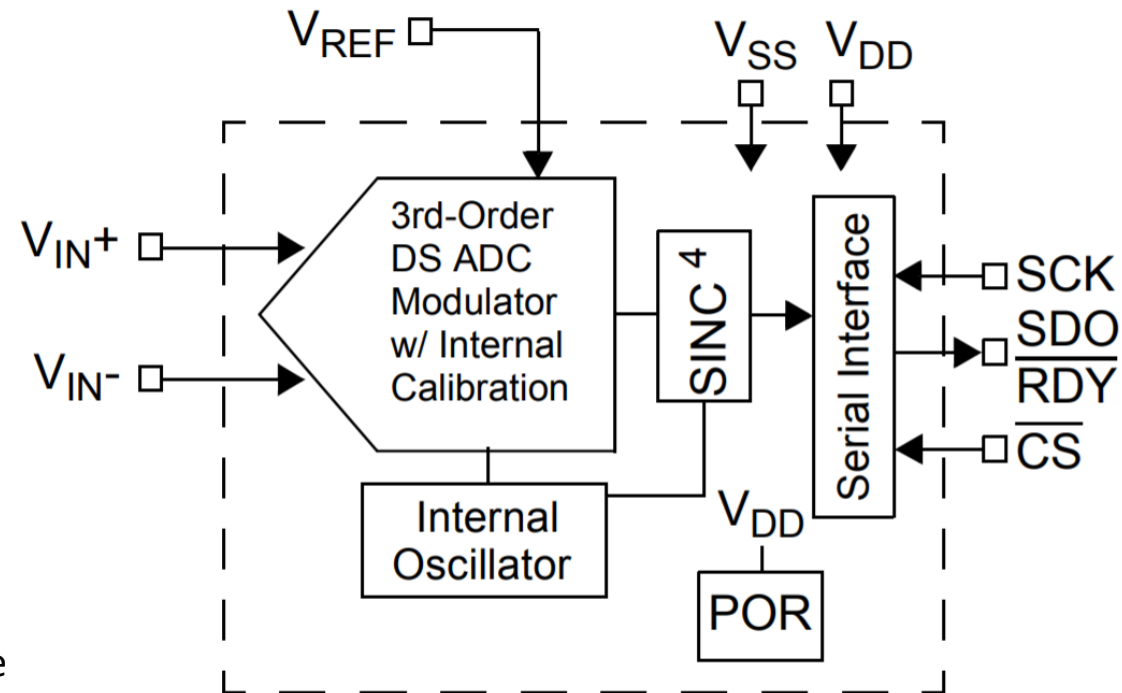 VREF
VSS VDD
VIN+
VIN-
3rd-Order
DS ADC
Modulator
w/ Internal
Calibration
SINC 4
Serial Interface
SCK
SDO
RDY
CS
Internal
Oscillator
VDD
POR
e